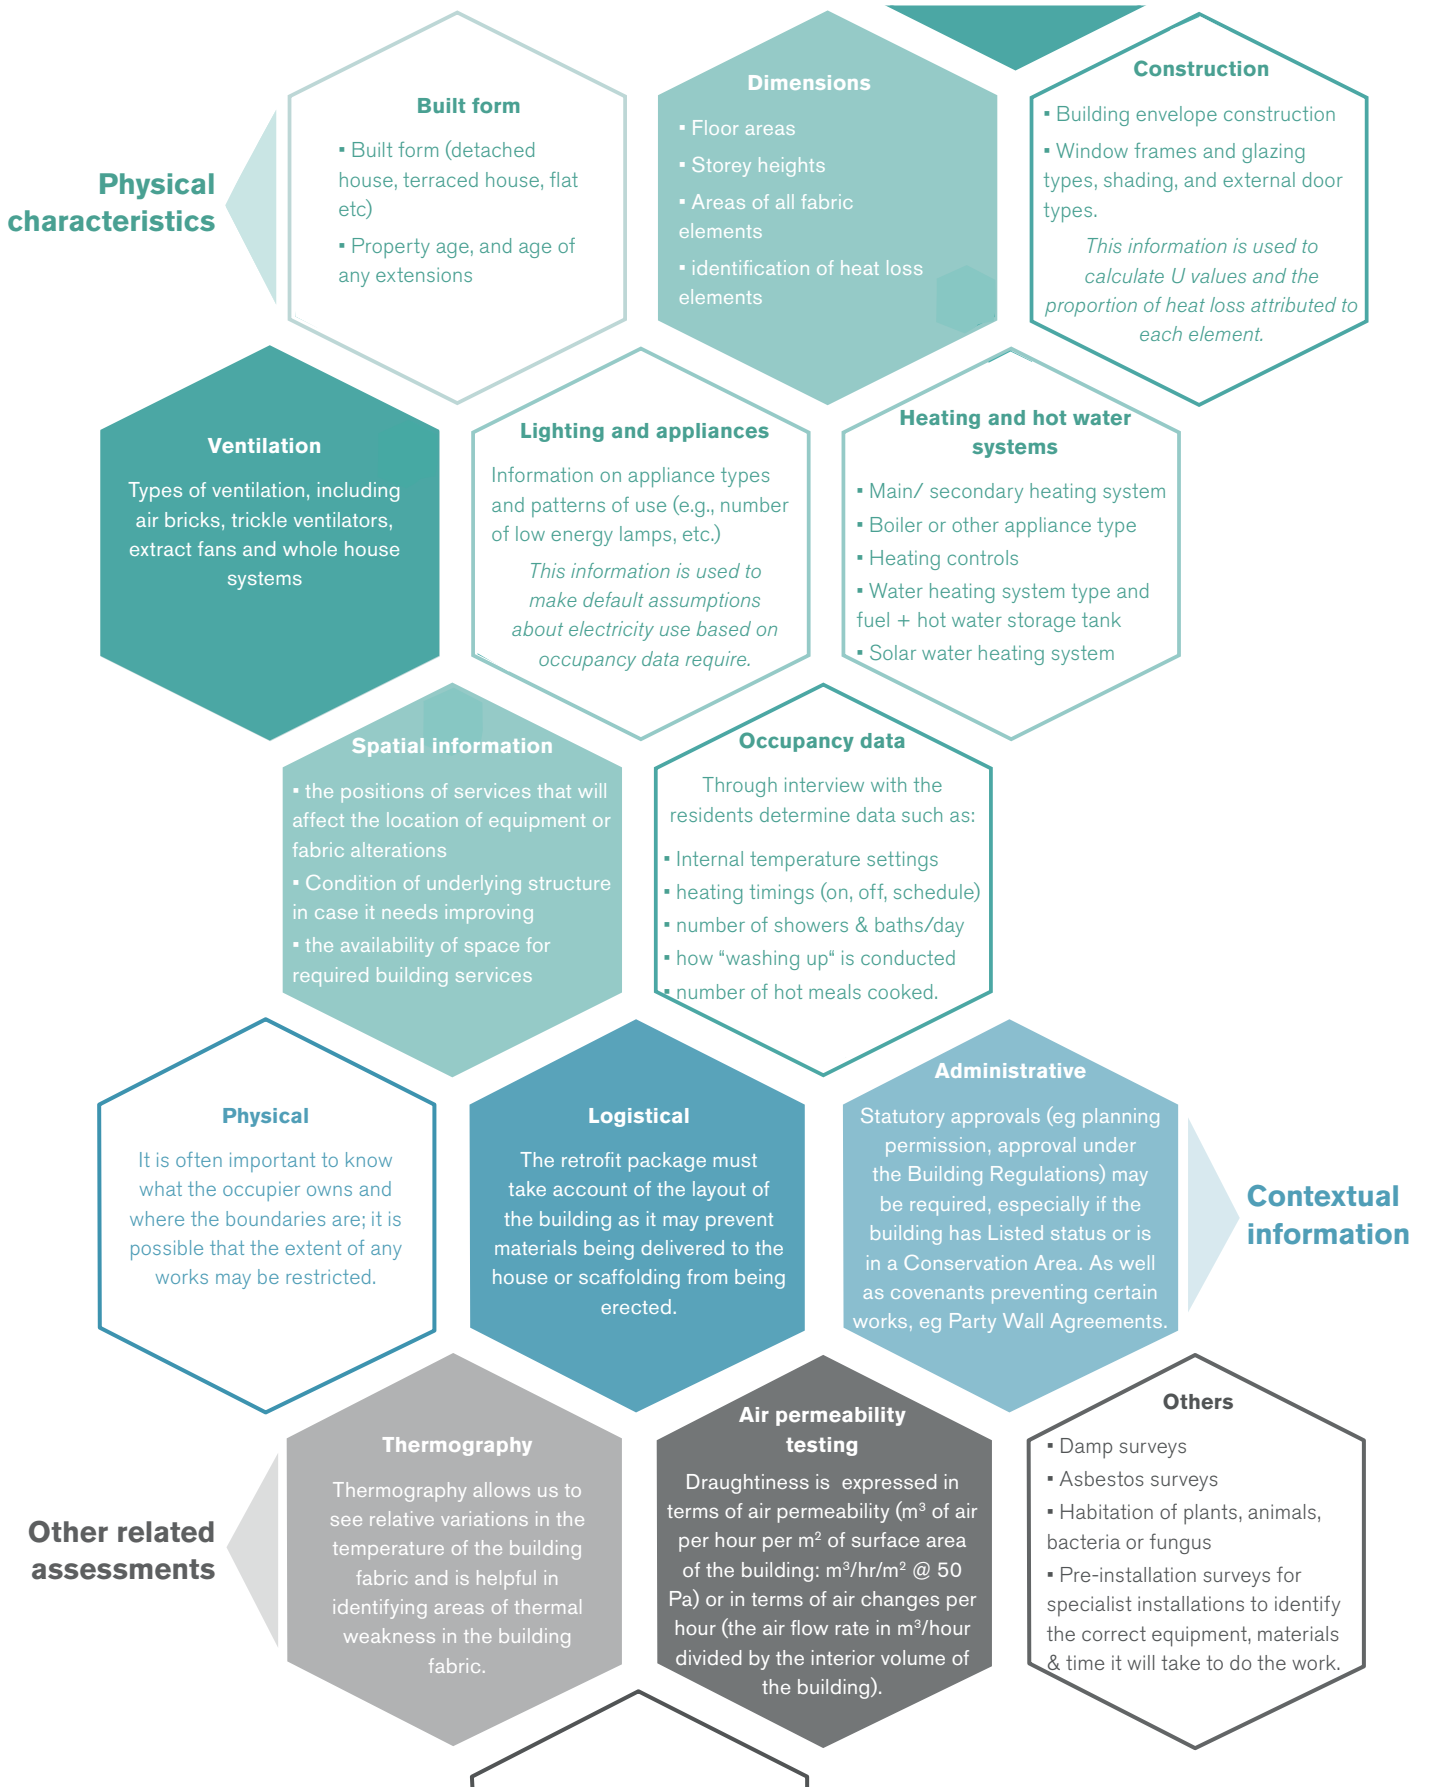 Physical
characteristics
Built form
▪ Built form (detached
house, terraced house, flat
etc)
▪ Property age, and age of
any extensions
Dimensions
▪ Floor areas
▪ Storey heights
▪ Areas of all fabric
elements
▪ identification of heat loss
elements
Construction
▪ Building envelope construction
▪ Window frames and glazing
types, shading, and external door
types.
This information is used to
calculate U values and the
proportion of heat loss attributed to
each element.
Ventilation
Types of ventilation, including
air bricks, trickle ventilators,
extract fans and whole house
systems
Lighting and appliances
Information on appliance types
and patterns of use (e.g., number
of low energy lamps, etc.)
This information is used to
make default assumptions
about electricity use based on
occupancy data require.
Heating and hot water
systems
▪ Main/ secondary heating system
▪ Boiler or other appliance type
▪ Heating controls
▪ Water heating system type and
fuel + hot water storage tank
▪ Solar water heating system
Spatial information
▪ the positions of services that will
affect the location of equipment or
fabric alterations
▪ Condition of underlying structure
in case it needs improving
▪ the availability of space for
required building services
Occupancy data
Through interview with the
residents determine data such as:
▪ Internal temperature settings
▪ heating timings (on, off, schedule)
▪ number of showers & baths/day
▪ how “washing up“ is conducted
▪ number of hot meals cooked.
Physical
It is often important to know
what the occupier owns and
where the boundaries are; it is
possible that the extent of any
works may be restricted.
Logistical
The retrofit package must
take account of the layout of
the building as it may prevent
materials being delivered to the
house or scaffolding from being
erected.
Administrative
Statutory approvals (eg planning
permission, approval under
the Building Regulations) may
be required, especially if the
building has Listed status or is
in a Conservation Area. As well
as covenants preventing certain
works, eg Party Wall Agreements.
Contextual
information
Other related
assessments
Thermography
Thermography allows us to
see relative variations in the
temperature of the building
fabric and is helpful in
identifying areas of thermal
weakness in the building
fabric.
Air permeability
testing
Draughtiness is expressed in
terms of air permeability (m³ of air
per hour per m² of surface area
of the building: m³/hr/m² @ 50
Pa) or in terms of air changes per
hour (the air flow rate in m³/hour
divided by the interior volume of
the building).
Others
▪ Damp surveys
▪ Asbestos surveys
▪ Habitation of plants, animals,
bacteria or fungus
▪ Pre-installation surveys for
specialist installations to identify
the correct equipment, materials
& time it will take to do the work.